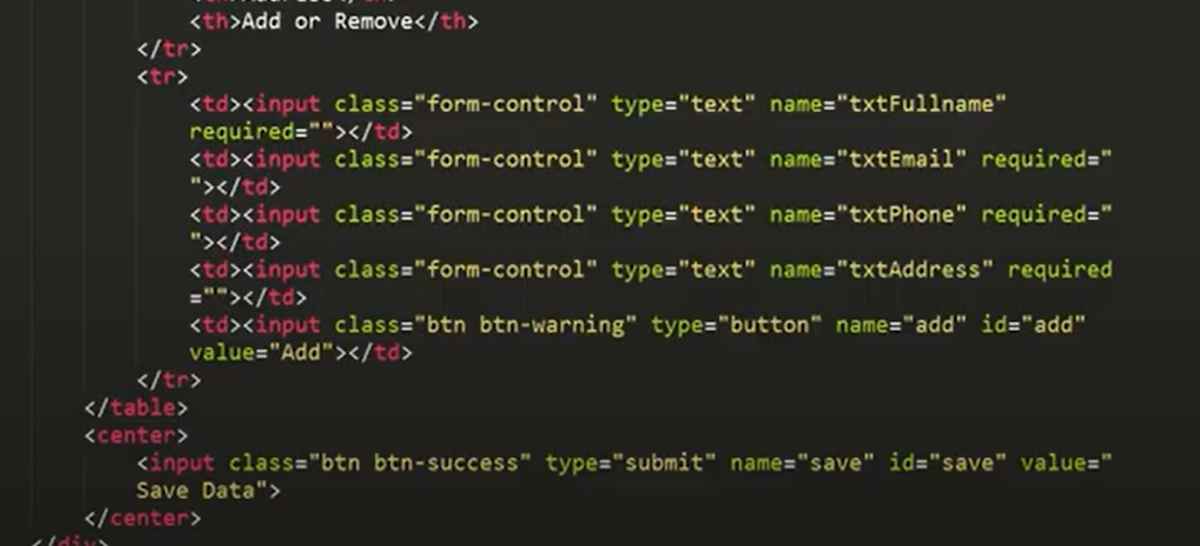 <th>Address</th>
<th>Add or Remove</th>
</tr>
<tr>
<td><input class="form-control" type="text" name="txtFullname"
required=""></td>
<td><input class="form-control" type="text" name="txtEmail" required="
"></td>
<td><input class="form-control" type="text" name="txtPhone" required="
"></td>
<td><input class="form-control" type="text" name="txtAddress" required
=""></td>
<td><input class="btn btn-warning" type="button" name="add" id="add"
value="Add"></td>
</tr>
</table>
<center>
<input class="btn btn-success" type="submit" name="save" id="save" value="
Save Data">
</center>
</div>